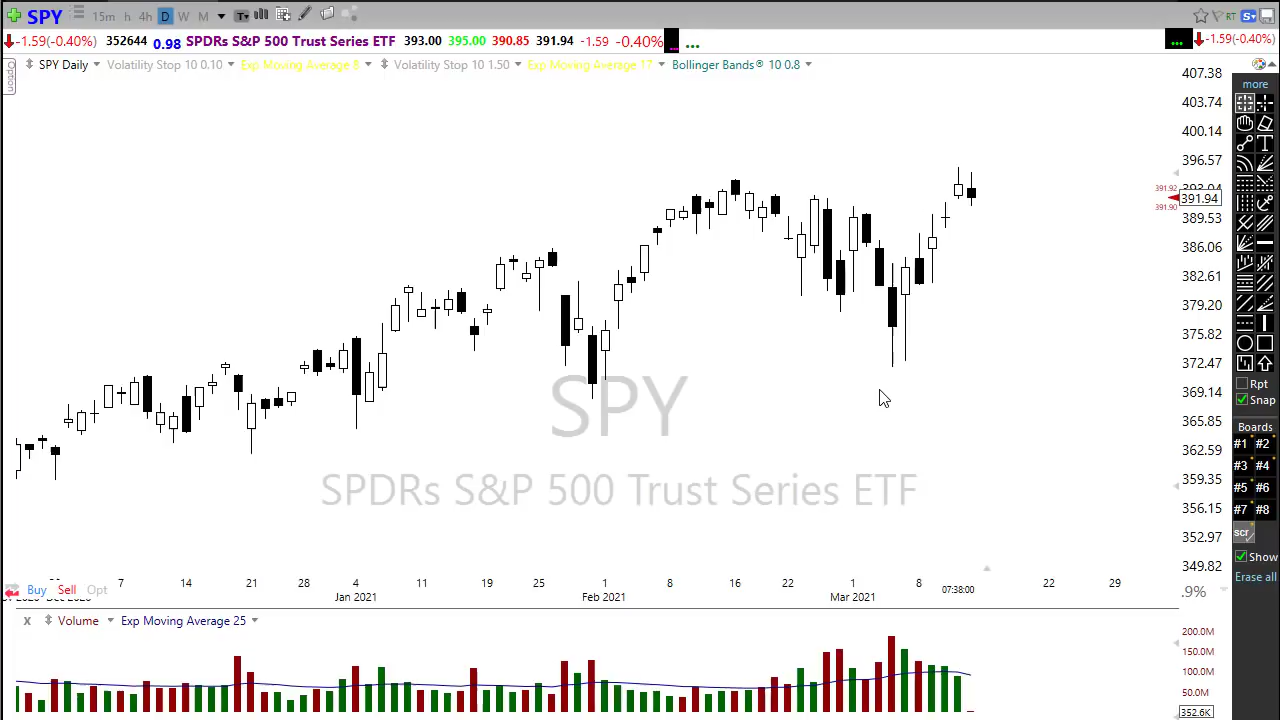 SPY 15m h 4h D W M T RT S
-1.59(-0.40%) 352644 0.98 SPDRs S&P 500 Trust Series ETF 393.00 395.00 390.85 391.94 -1.59 -0.40% ... ... -1.59(-0.40%)
Option
SPY Daily Volatility Stop 10 0.10 Exp Moving Average 8 Volatility Stop 10 1.50 Exp Moving Average 17 Bollinger Bands® 10 0.8
407.38
more
403.74
400.14
396.57
391.92
391.94
391.90
389.53
386.06
382.61
379.20
375.82
372.47
369.14
365.85
362.59
359.35
356.15
352.97
349.82
SPY
SPDRs S&P 500 Trust Series ETF
Rpt
Snap
Boards
#1 #2
#3 #4
#5 #6
#7 #8
scr
Show
Erase all
7 14 21 28 4 11 19 25 1 8 16 22 1 8 22 29
Buy Sell Opt
Jan 2021 Feb 2021 Mar 2021 07:38:00
.9%
x Volume Exp Moving Average 25
200.0M
150.0M
100.0M
50.0M
352.6K